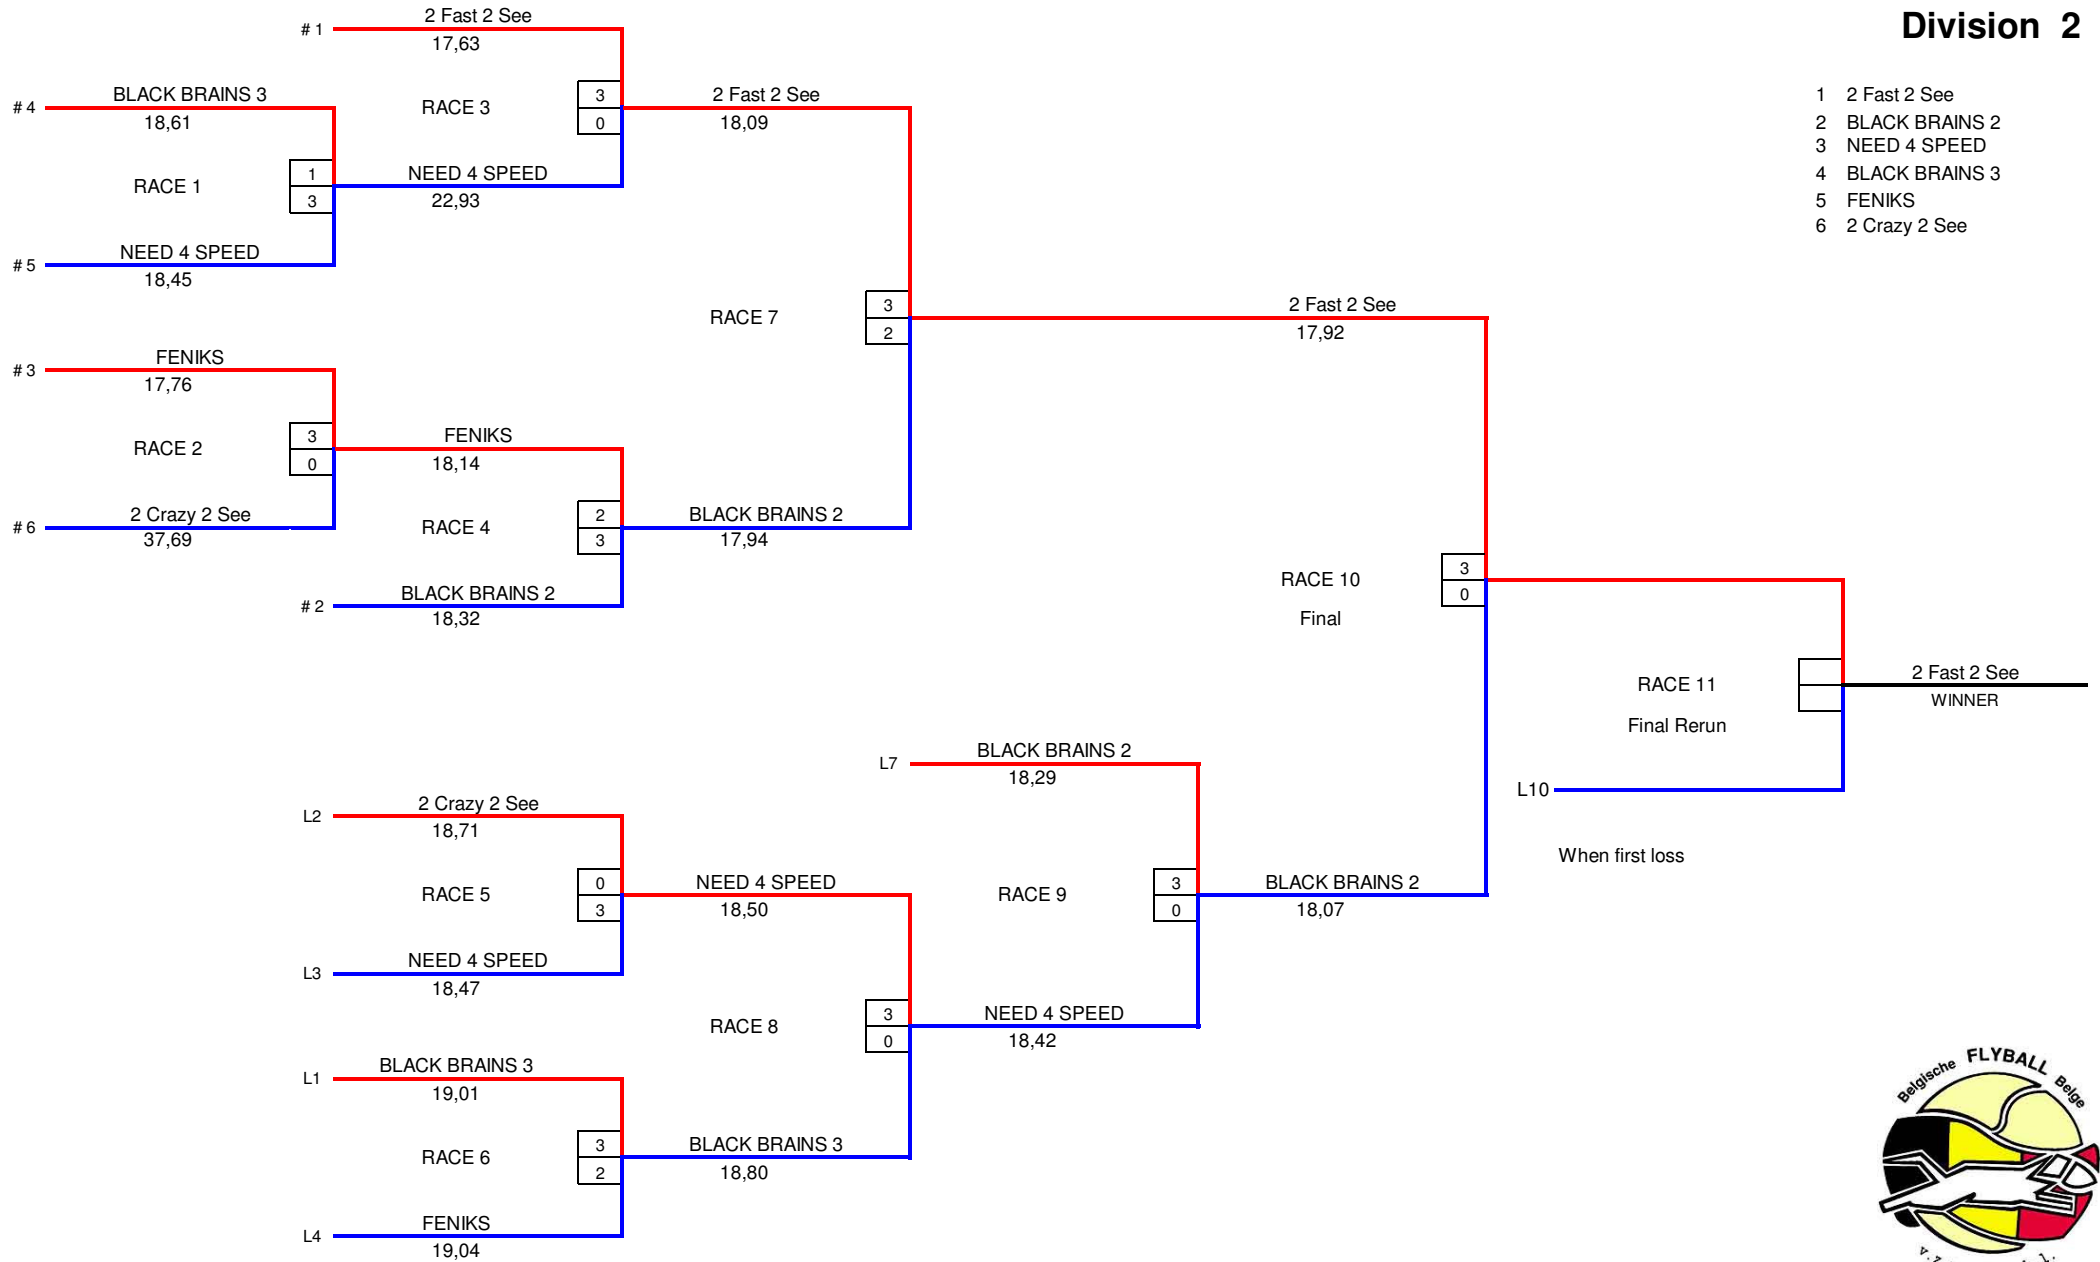 Division 2
1 2 Fast 2 See
2 BLACK BRAINS 2
3 NEED 4 SPEED
4 BLACK BRAINS 3
5 FENIKS
6 2 Crazy 2 See
# 1
2 Fast 2 See
17,63
# 4
BLACK BRAINS 3
18,61
RACE 3
3
0
2 Fast 2 See
18,09
RACE 1
1
3
NEED 4 SPEED
22,93
# 5
NEED 4 SPEED
18,45
RACE 7
3
2
2 Fast 2 See
17,92
# 3
FENIKS
17,76
RACE 2
3
0
FENIKS
18,14
# 6
2 Crazy 2 See
37,69
RACE 4
2
3
BLACK BRAINS 2
17,94
# 2
BLACK BRAINS 2
18,32
RACE 10
Final
3
0
RACE 11
Final Rerun
2 Fast 2 See
WINNER
L7
BLACK BRAINS 2
18,29
L10
When first loss
L2
2 Crazy 2 See
18,71
RACE 5
0
3
NEED 4 SPEED
18,50
RACE 9
3
0
BLACK BRAINS 2
18,07
L3
NEED 4 SPEED
18,47
RACE 8
3
0
NEED 4 SPEED
18,42
L1
BLACK BRAINS 3
19,01
RACE 6
3
2
BLACK BRAINS 3
18,80
L4
FENIKS
19,04
Belgische FLYBALL Belge